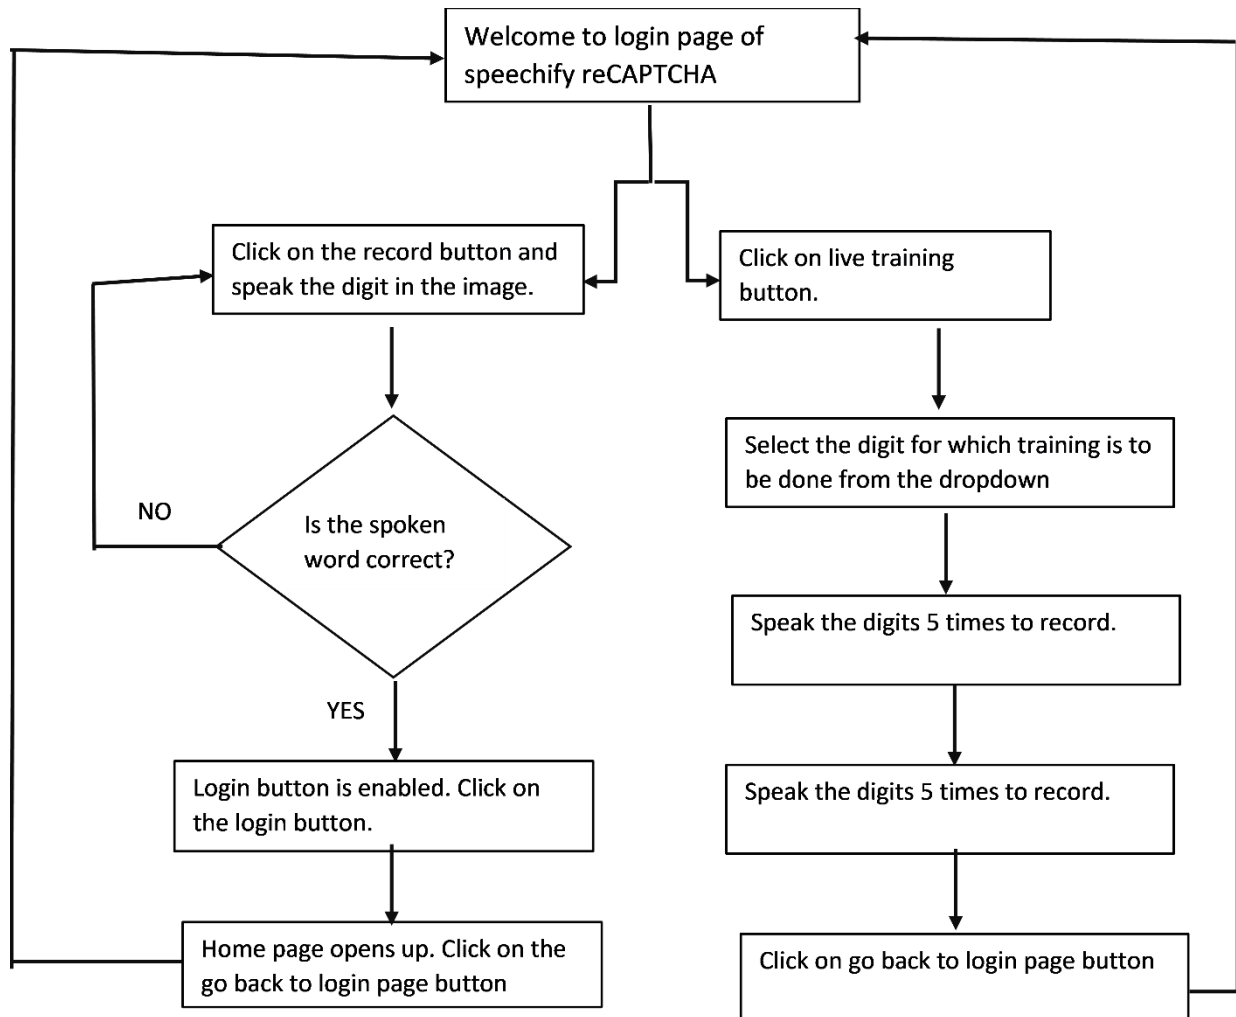 Welcome to login page of
speechify reCAPTCHA
Click on the record button and
speak the digit in the image.
Click on live training
button.
Select the digit for which training is to
be done from the dropdown
NO
Is the spoken
word correct?
Speak the digits 5 times to record.
YES
Login button is enabled. Click on
the login button.
Speak the digits 5 times to record.
Home page opens up. Click on the
go back to login page button
Click on go back to login page button